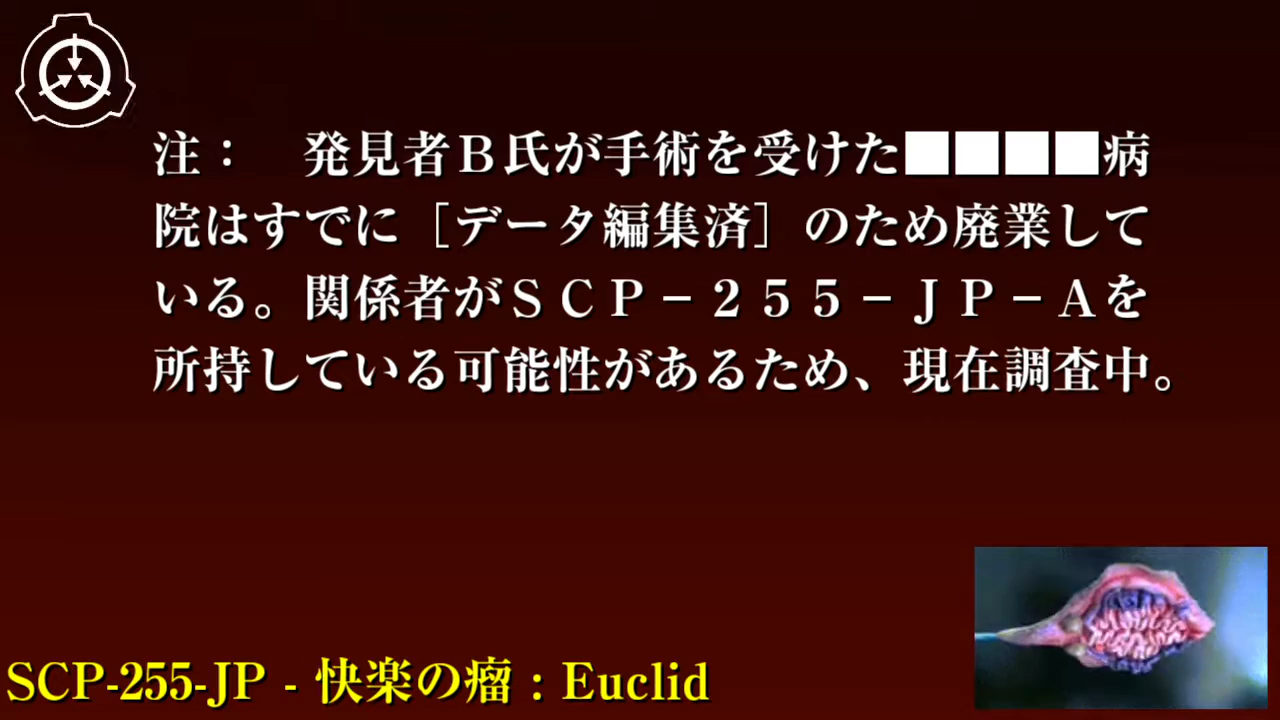 注：　発見者Ｂ氏が手術を受けた■■■■病
院はすでに［データ編集済］のため廃業して
いる。関係者がＳＣＰ－２５５－ＪＰ－Ａを
所持している可能性があるため、現在調査中。
SCP-255-JP - 快楽の瘤 : Euclid